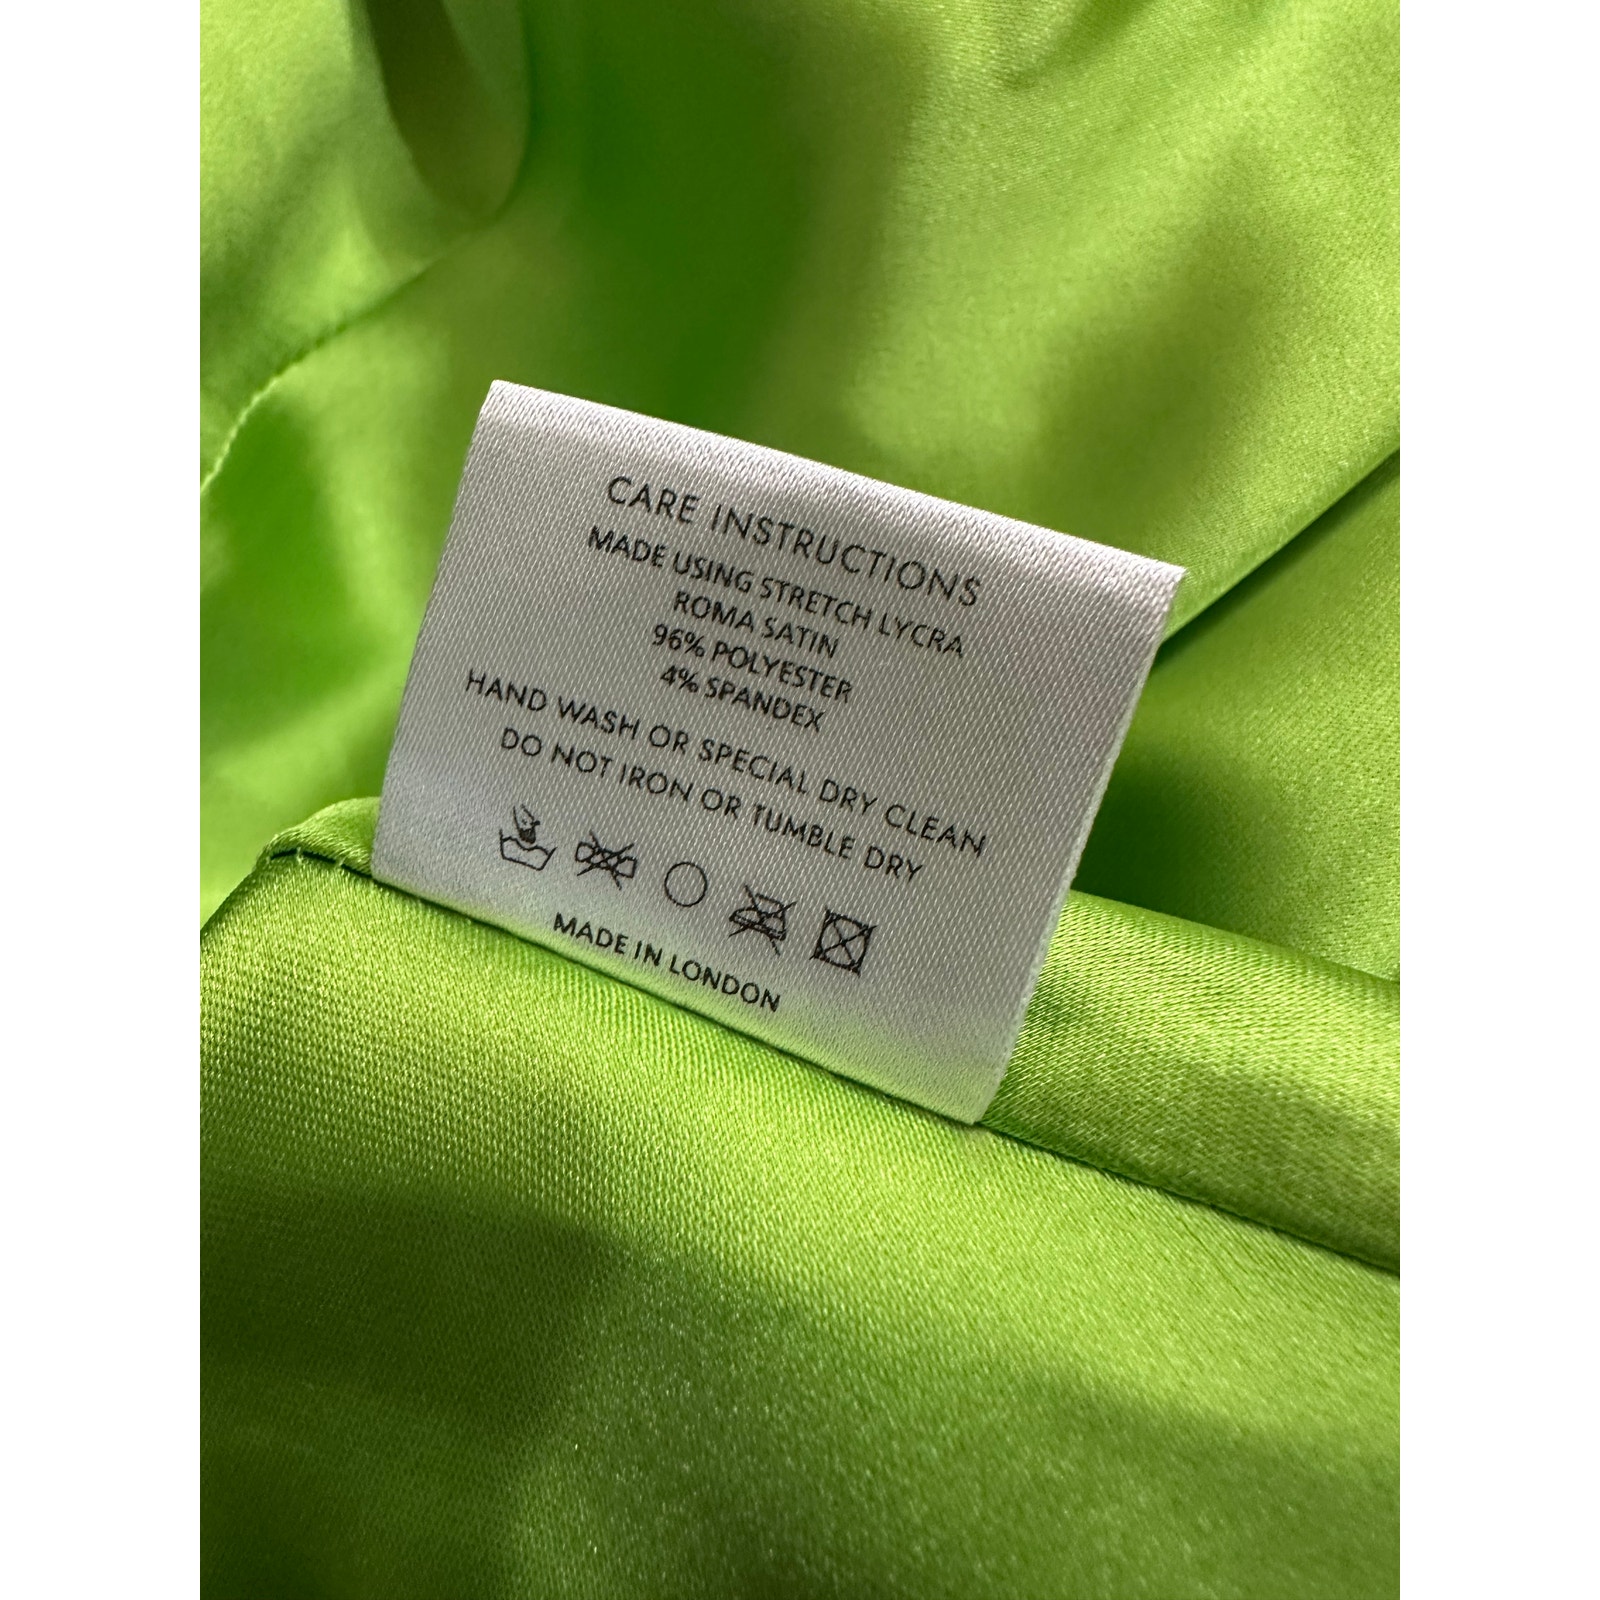 CARE INSTRUCTIONS
MADE USING STRETCH LYCRA
ROMA SATIN
96% POLYESTER
4% SPANDEX
HAND WASH OR SPECIAL DRY CLEAN
DO NOT IRON OR TUMBLE DRY
MADE IN LONDON